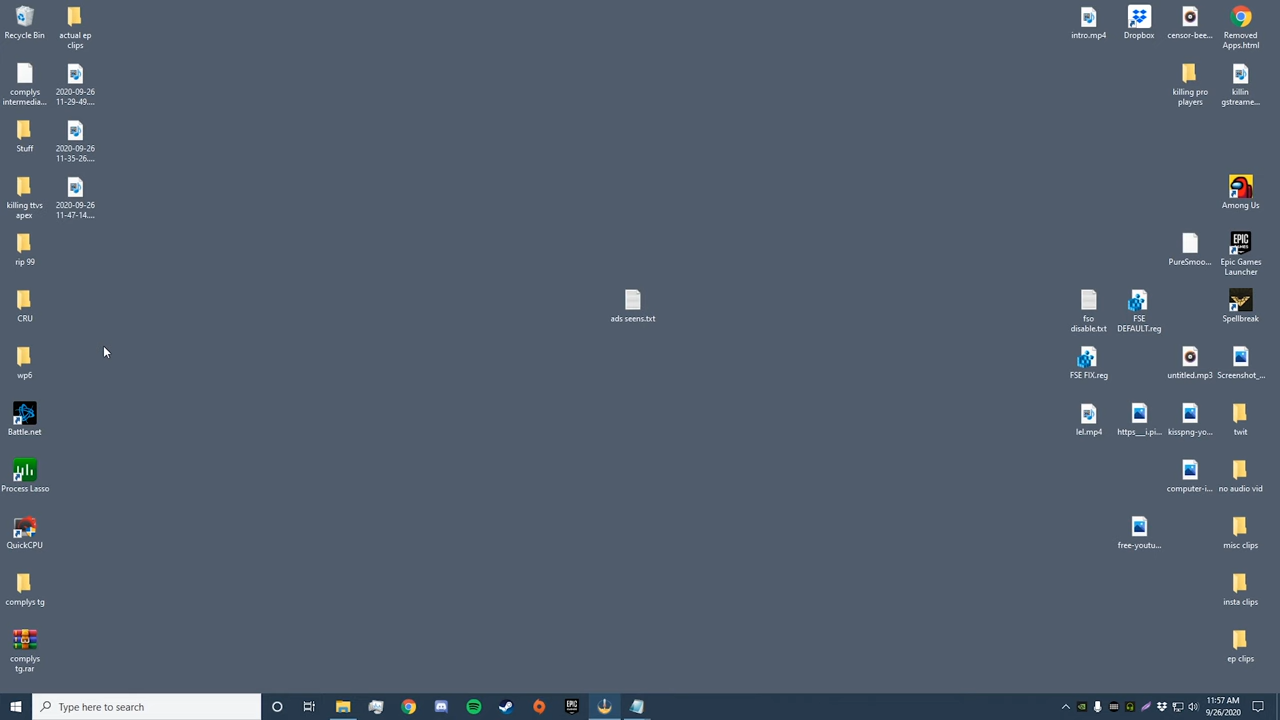 Recycle Bin
actual ep
clips
complys
intermedia...
2020-09-26
11-29-49....
Stuff
2020-09-26
11-35-26....
killing ttvs
apex
2020-09-26
11-47-14....
rip 99
CRU
wp6
Battle.net
Process Lasso
QuickCPU
complys tg
complys
tg.rar
ads seens.txt
intro.mp4
Dropbox
censor-bee...
Removed
Apps.html
killing pro
players
killin
gstreame...
Among Us
PureSmoo...
EPIC
GAMES
Epic Games
Launcher
fso
disable.txt
FSE
DEFAULT.reg
Spellbreak
FSE FIX.reg
untitled.mp3
Screenshot_...
lel.mp4
https__i.pi...
kisspng-yo...
twit
computer-i...
no audio vid
free-youtu...
misc clips
insta clips
ep clips
Type here to search
EPIC
11:57 AM
9/26/2020